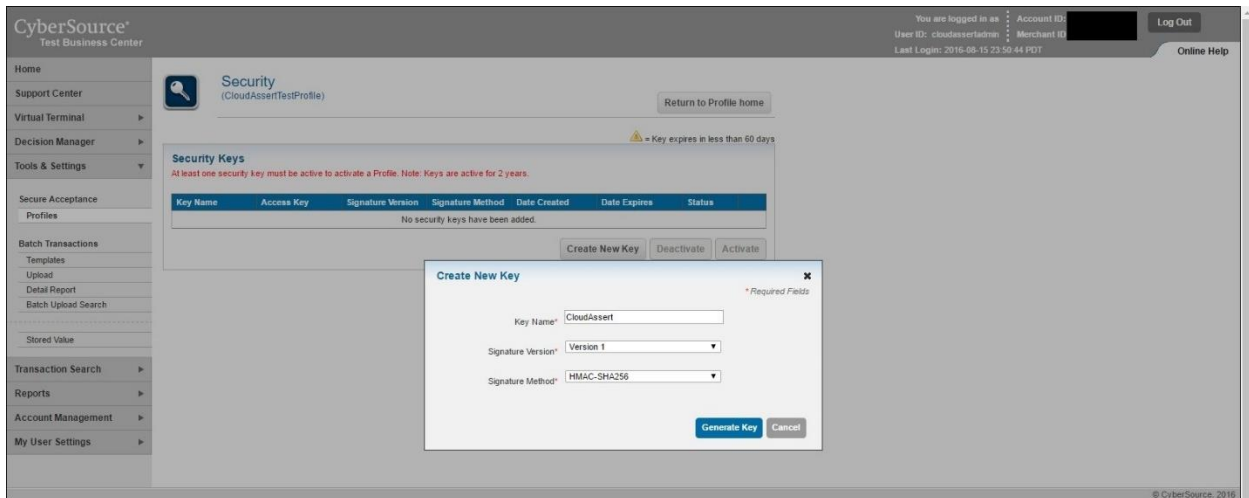 CyberSource®
Test Business Center
You are logged in as
Account ID:
User ID: cloudassertadmin
Merchant ID
Last Login: 2016-08-15 23:50:44 PDT
Log Out
Online Help
Home
Support Center
Virtual Terminal
Decision Manager
Tools & Settings
Secure Acceptance
Profiles
Batch Transactions
Templates
Upload
Detail Report
Batch Upload Search
Stored Value
Transaction Search
Reports
Account Management
My User Settings
Security
(CloudAssertTestProfile)
Return to Profile home
= Key expires in less than 60 days
Security Keys
At least one security key must be active to activate a Profile. Note: Keys are active for 2 years.
Key Name Access Key Signature Version Signature Method Date Created Date Expires Status
No security keys have been added.
Create New Key Deactivate Activate
Create New Key
* Required Fields
Key Name* CloudAssert
Signature Version* Version 1
Signature Method* HMAC-SHA256
Generate Key Cancel
© CyberSource, 2016